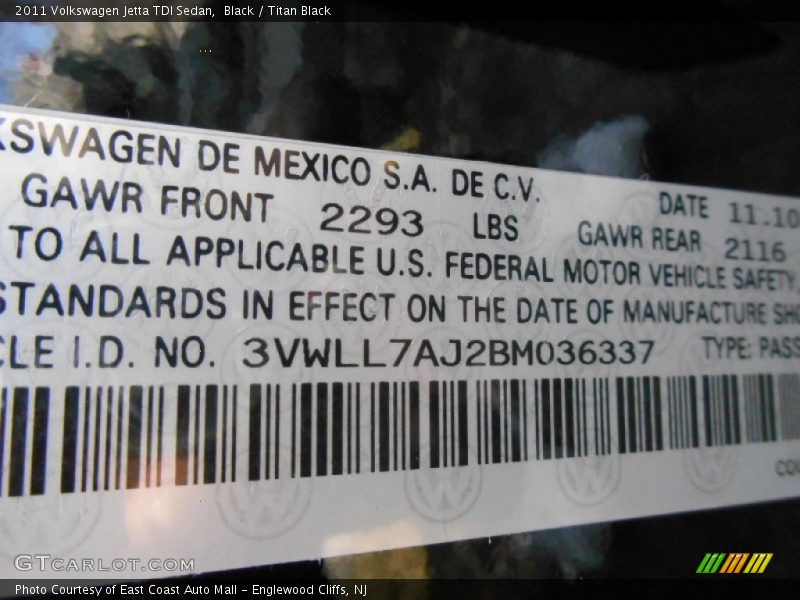 2011 Volkswagen Jetta TDI Sedan,  Black / Titan Black
KSWAGEN DE MEXICO S.A. DE C.V. DATE 11.10
GAWR FRONT 2293 LBS GAWR REAR 2116
TO ALL APPLICABLE U.S. FEDERAL MOTOR VEHICLE SAFETY
STANDARDS IN EFFECT ON THE DATE OF MANUFACTURE SHO
CLE I.D. NO. 3VWLL7AJ2BM036337 TYPE: PASS
COU
GTCARLOT.COM
Photo Courtesy of East Coast Auto Mall - Englewood Cliffs, NJ